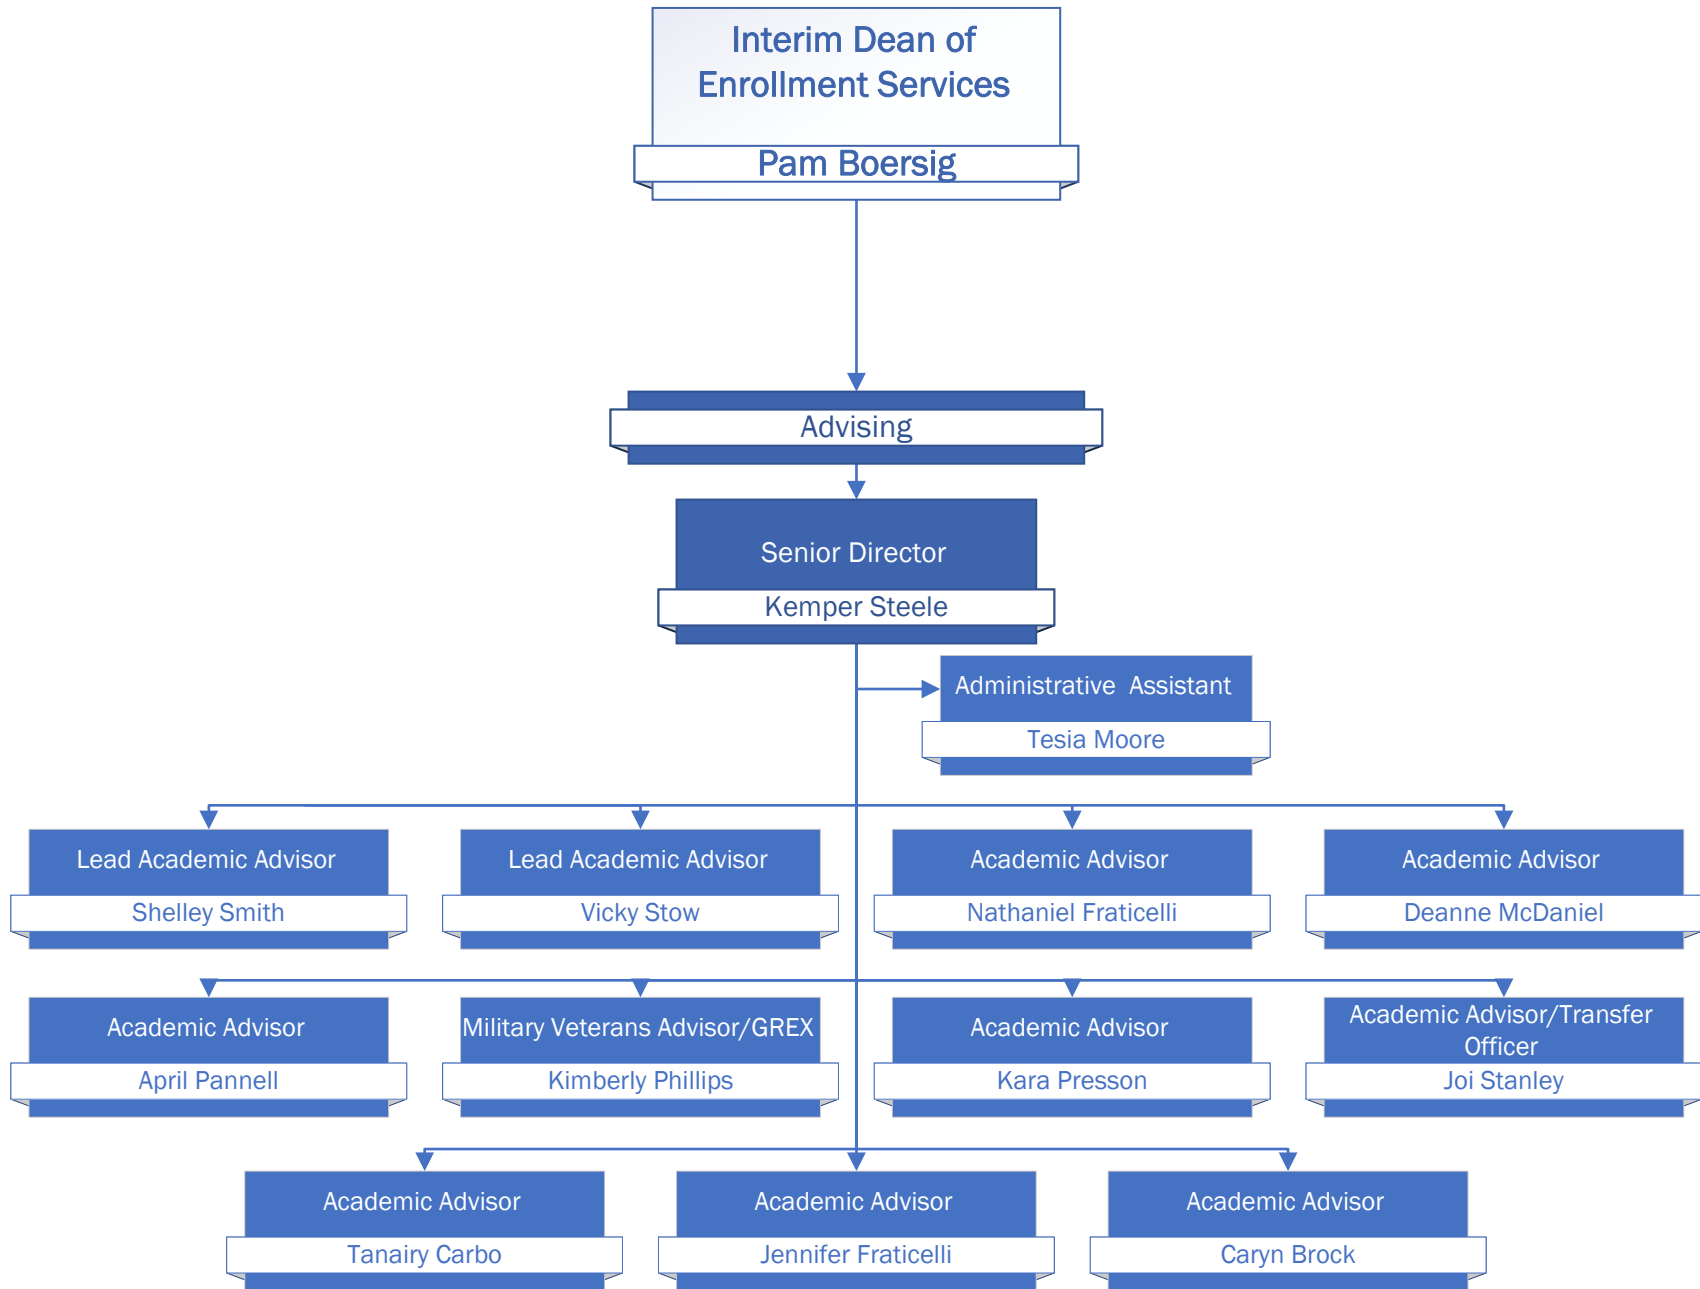 Interim Dean of
Enrollment Services
Pam Boersig
Advising
Senior Director
Kemper Steele
Administrative  Assistant
Tesia Moore
Lead Academic Advisor
Shelley Smith
Lead Academic Advisor
Vicky Stow
Academic Advisor
Nathaniel Fraticelli
Academic Advisor
Deanne McDaniel
Academic Advisor
April Pannell
Military Veterans Advisor/GREX
Kimberly Phillips
Academic Advisor
Kara Presson
Academic Advisor/Transfer
Officer
Joi Stanley
Academic Advisor
Tanairy Carbo
Academic Advisor
Jennifer Fraticelli
Academic Advisor
Caryn Brock